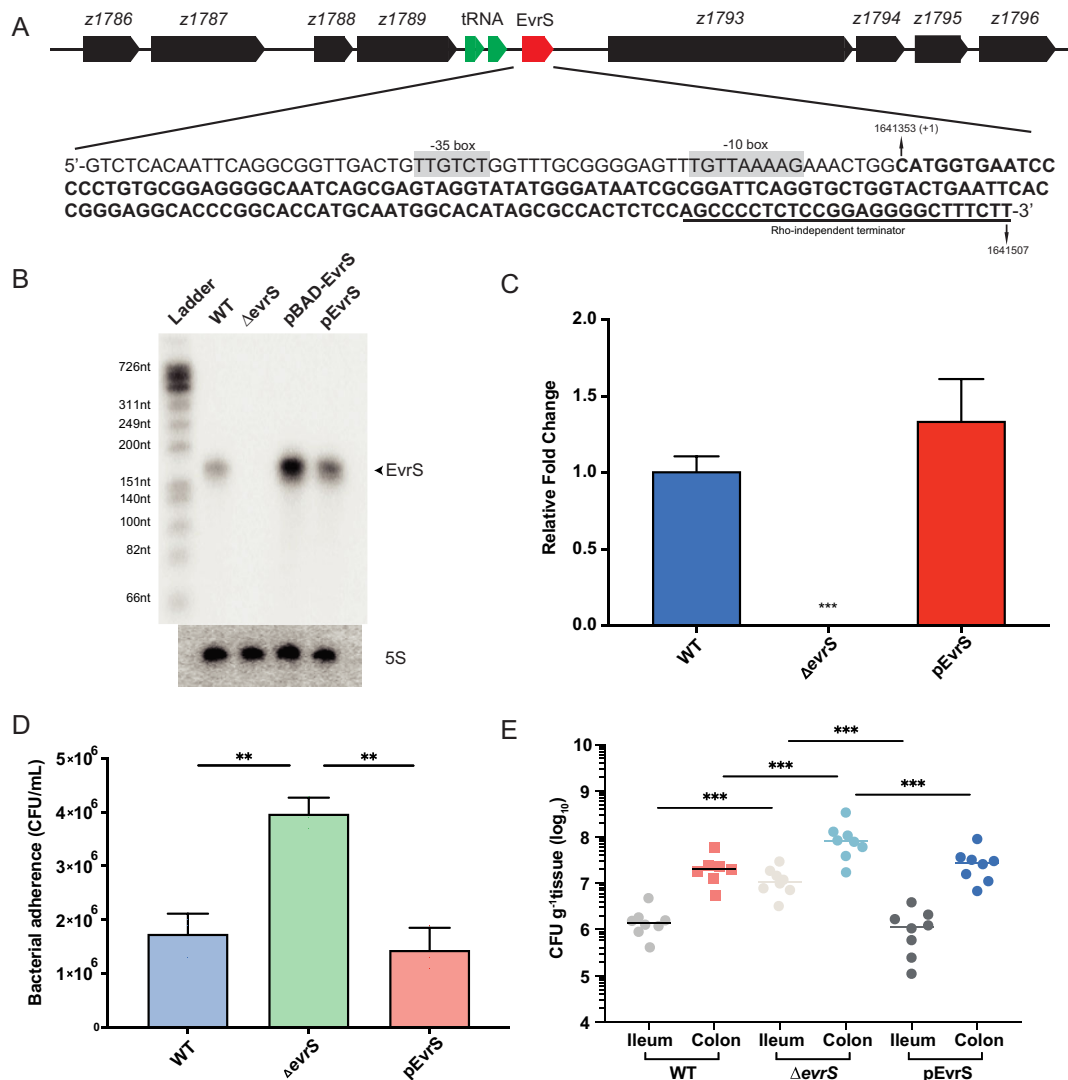 A
z1786 z1787 z1788 z1789 tRNA EvrS z1793 z1794 z1795 z1796
1641353 (+1)
-35 box -10 box
5’-GTCTCACAATTCAGGCGGTTGACTGTTGTCTGGTTTGCGGGGAGTTTGTTAAAAGAAACTGGCATGGTGAATCC
CCCTGTGCGGAGGGGCAATCAGCGAGTAGGTATATGGGATAATCGCGGATTCAGGTGCTGGTACTGAATTCAC
CGGGAGGCACCCGGCACCATGCAATGGCACATAGCGCCACTCTCCAGCCCCTCTCCGGAGGGGCTTTCTT-3’
Rho-independent terminator
1641507
B
Ladder WT ΔevrS pBAD-EvrS pEvrS
726nt
311nt
249nt
200nt
EvrS
151nt
140nt
100nt
82nt
66nt
5S
C
Relative Fold Change
2.0
1.5
1.0
0.5
0.0
***
WT ΔevrS pEvrS
D
Bacterial adherence (CFU/mL)
5×10⁶
4×10⁶
3×10⁶
2×10⁶
1×10⁶
0
** **
WT ΔevrS pEvrS
E
CFU g⁻¹tissue (log₁₀)
10
9
8
7
6
5
4
***
***
***
***
Ileum Colon Ileum Colon Ileum Colon
WT ΔevrS pEvrS